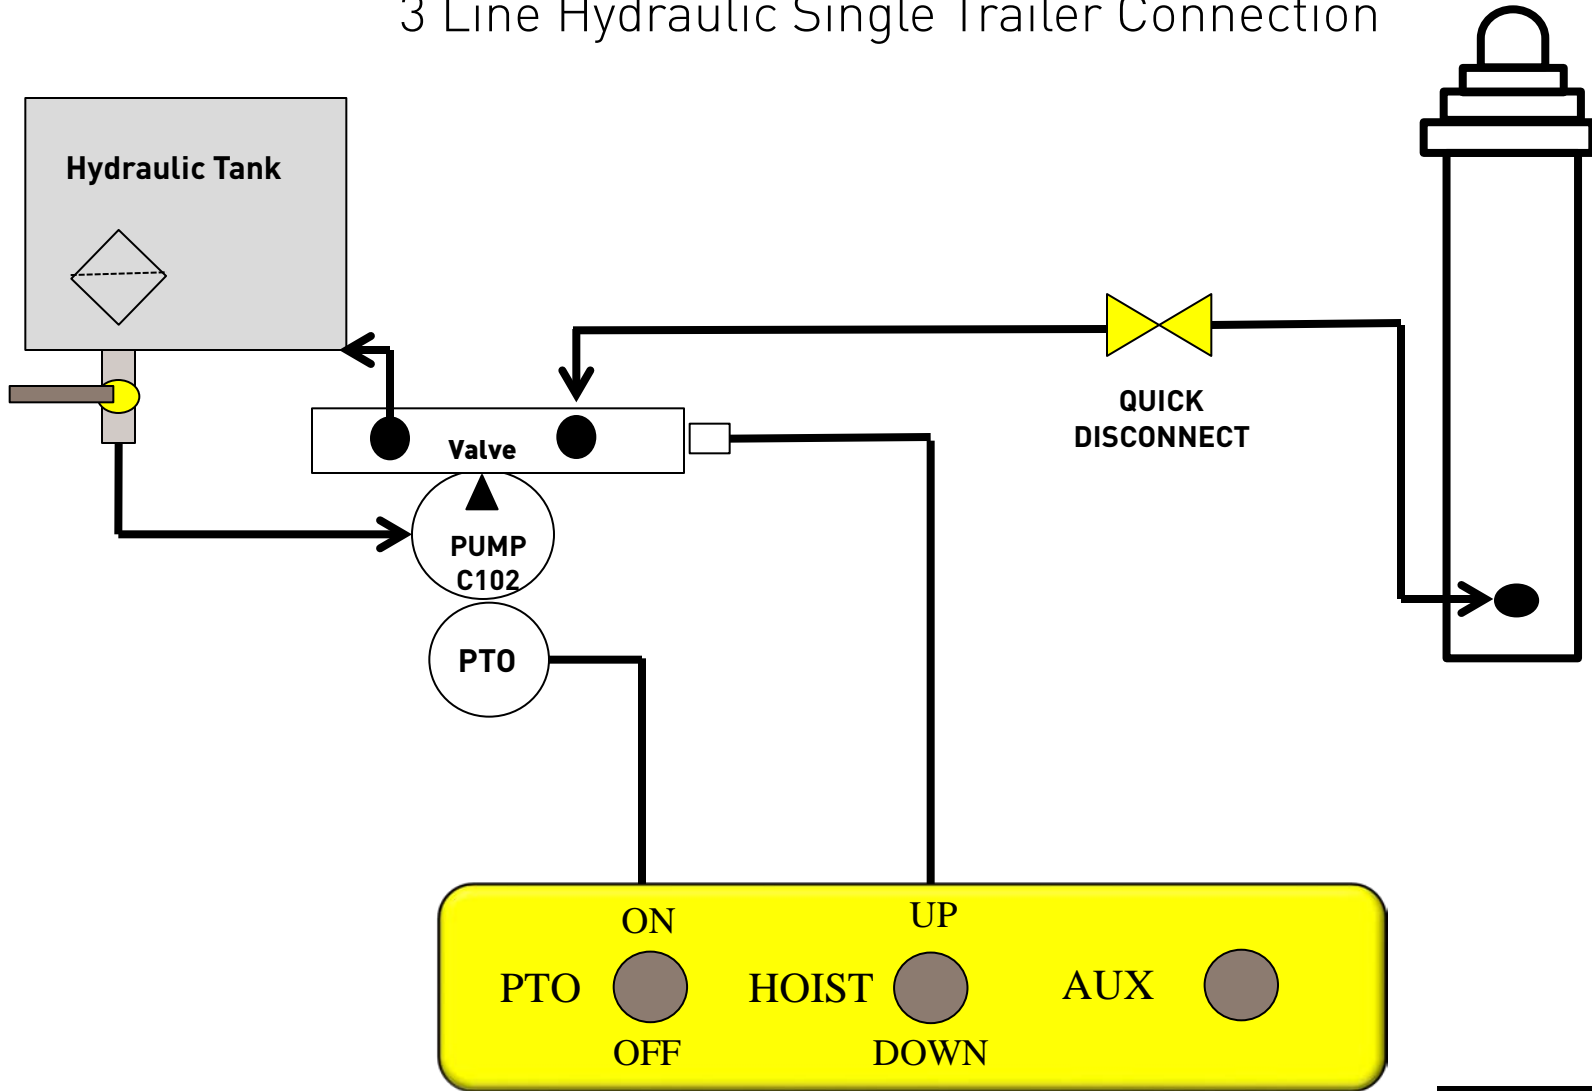 3 Line Hydraulic Single Trailer Connection
Hydraulic Tank
QUICK
DISCONNECT
Valve
PUMP
C102
PTO
ON
UP
PTO
HOIST
AUX
OFF
DOWN